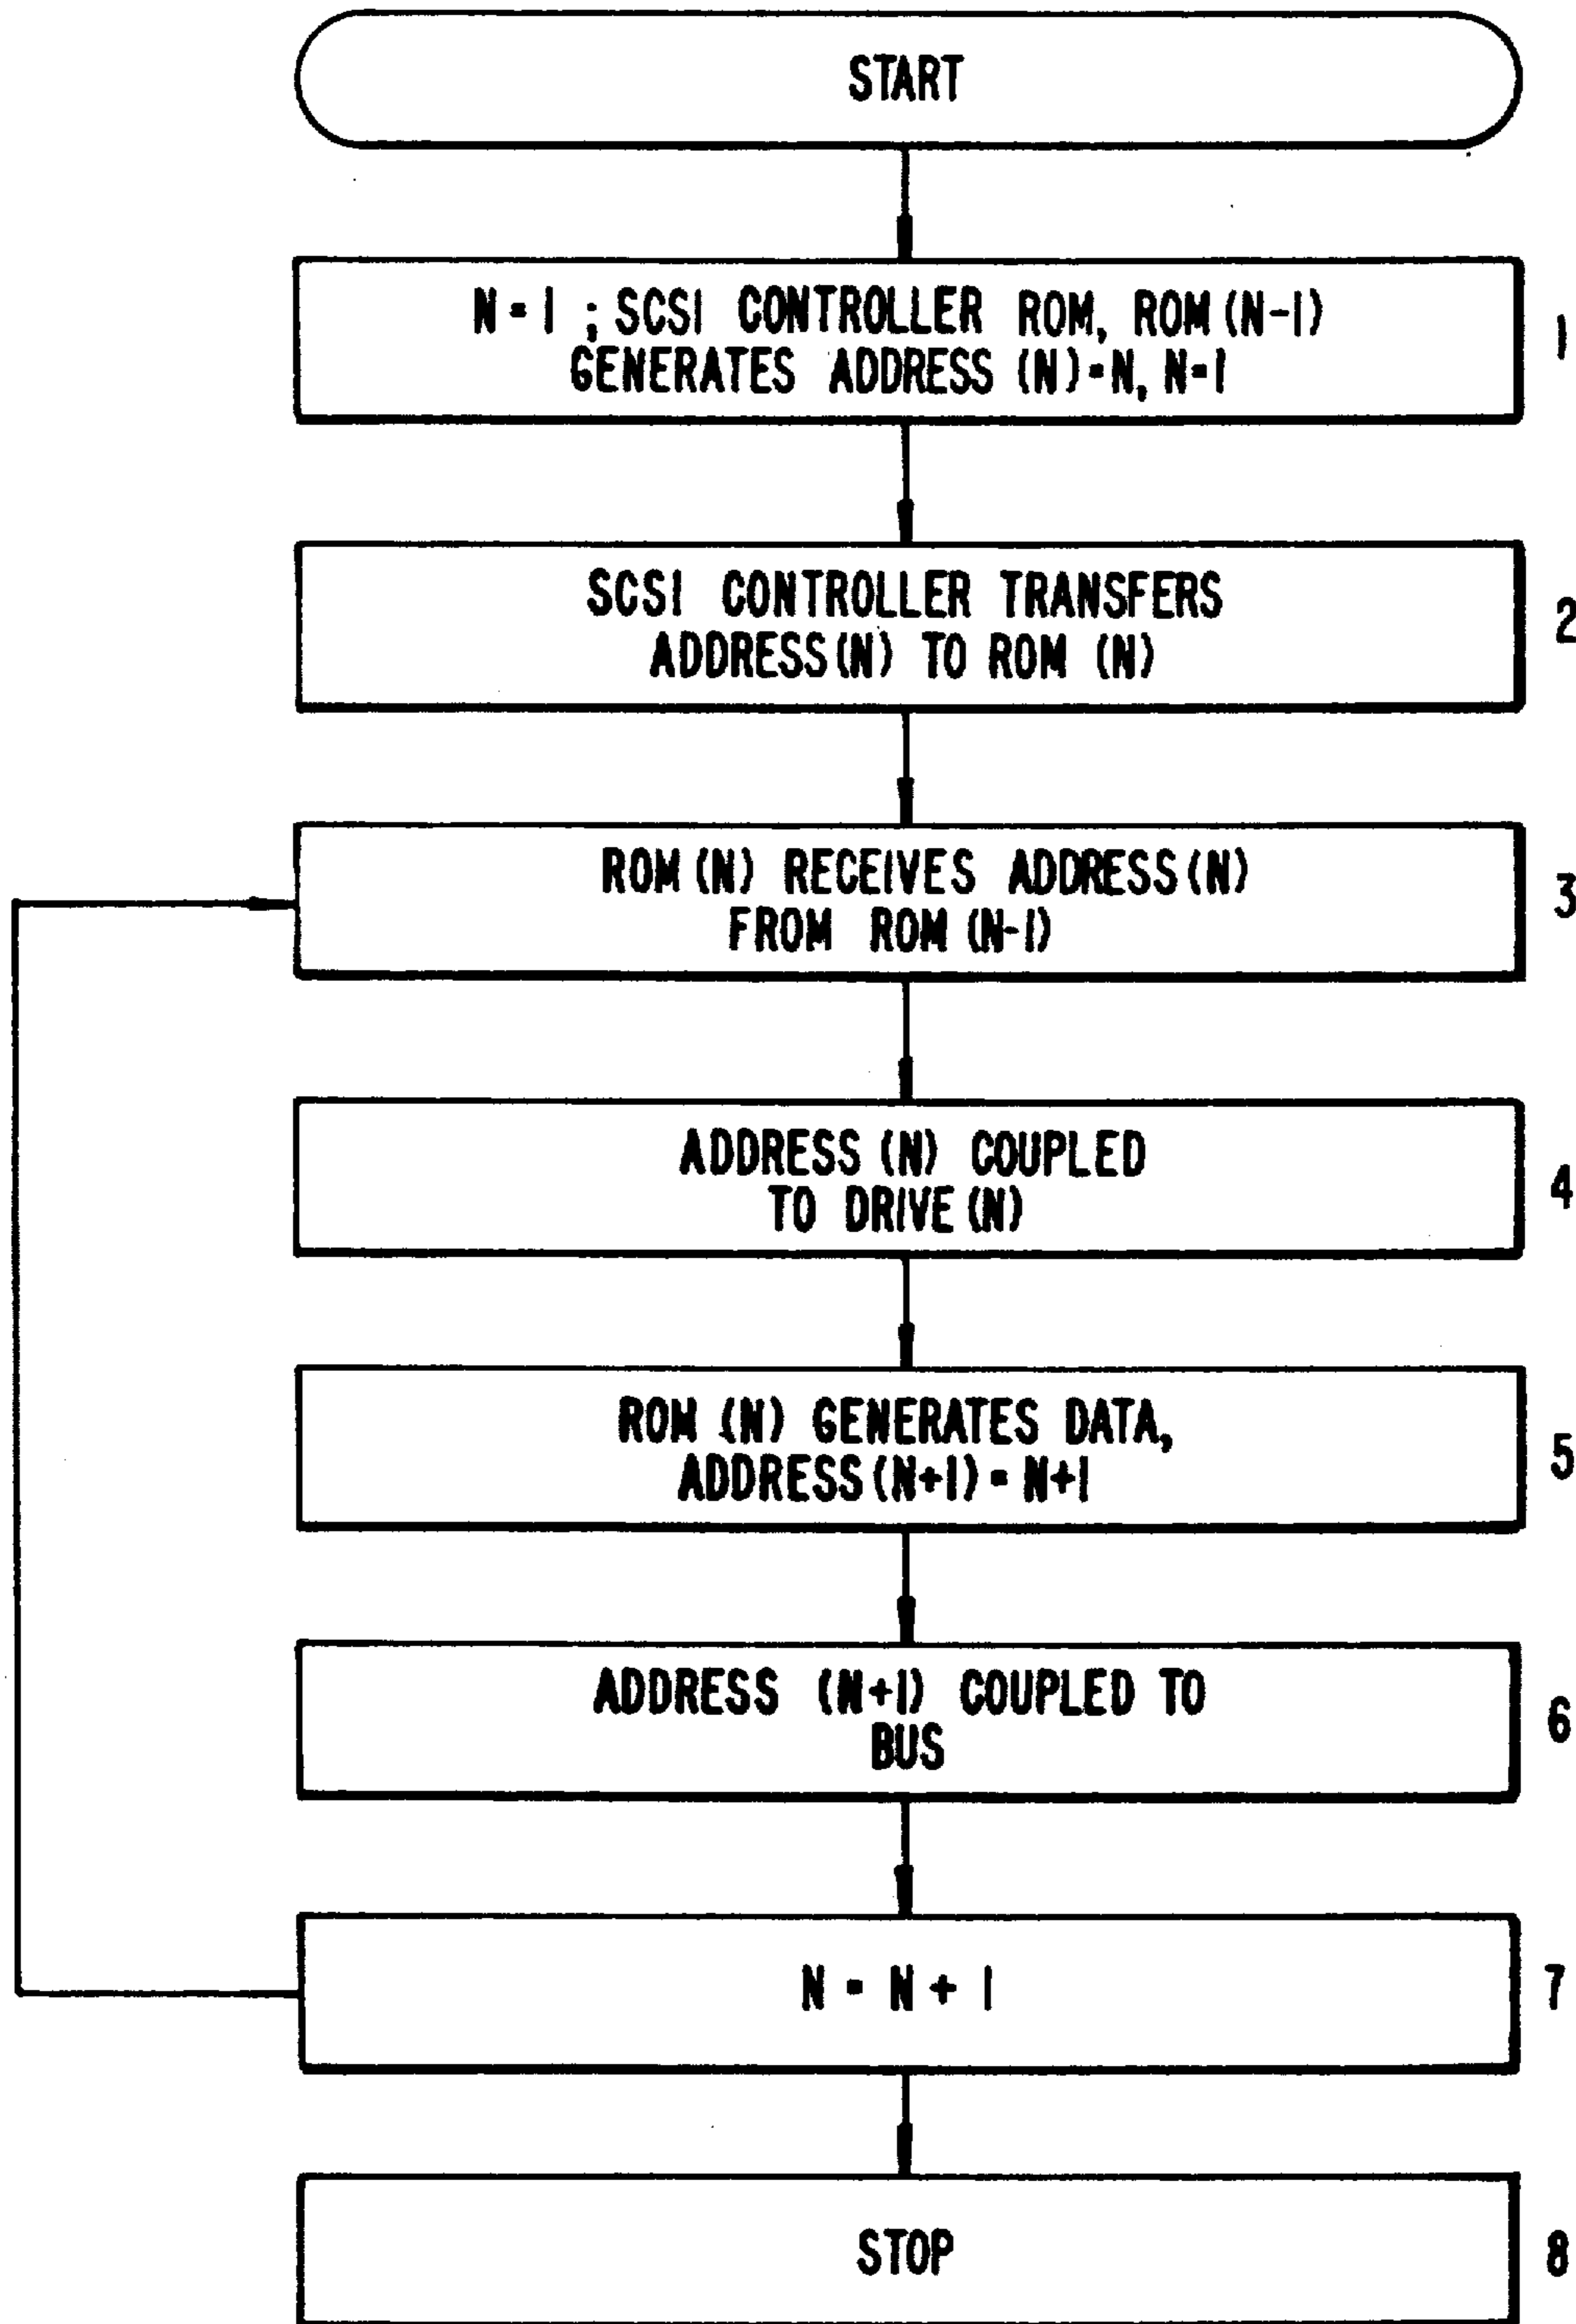 START
N = 1 ; SCSI CONTROLLER ROM, ROM (N-1)
GENERATES ADDRESS (N) = N, N=1
1
SCSI CONTROLLER TRANSFERS
ADDRESS (N) TO ROM (N)
2
ROM (N) RECEIVES ADDRESS (N)
FROM ROM (N-1)
3
ADDRESS (N) COUPLED
TO DRIVE (N)
4
ROM (N) GENERATES DATA,
ADDRESS (N+1) = N+1
5
ADDRESS (N+1) COUPLED TO
BUS
6
N = N + 1
7
STOP
8